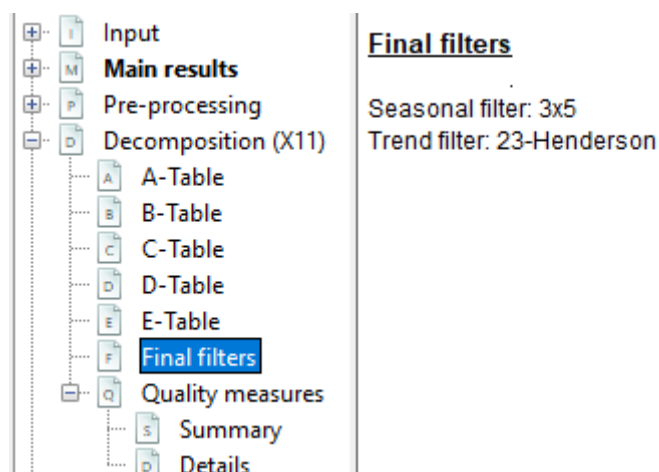 Input
Main results
Pre-processing
Decomposition (X11)
A-Table
B-Table
C-Table
D-Table
E-Table
Final filters
Quality measures
Summary
Details
Final filters
Seasonal filter: 3x5
Trend filter: 23-Henderson